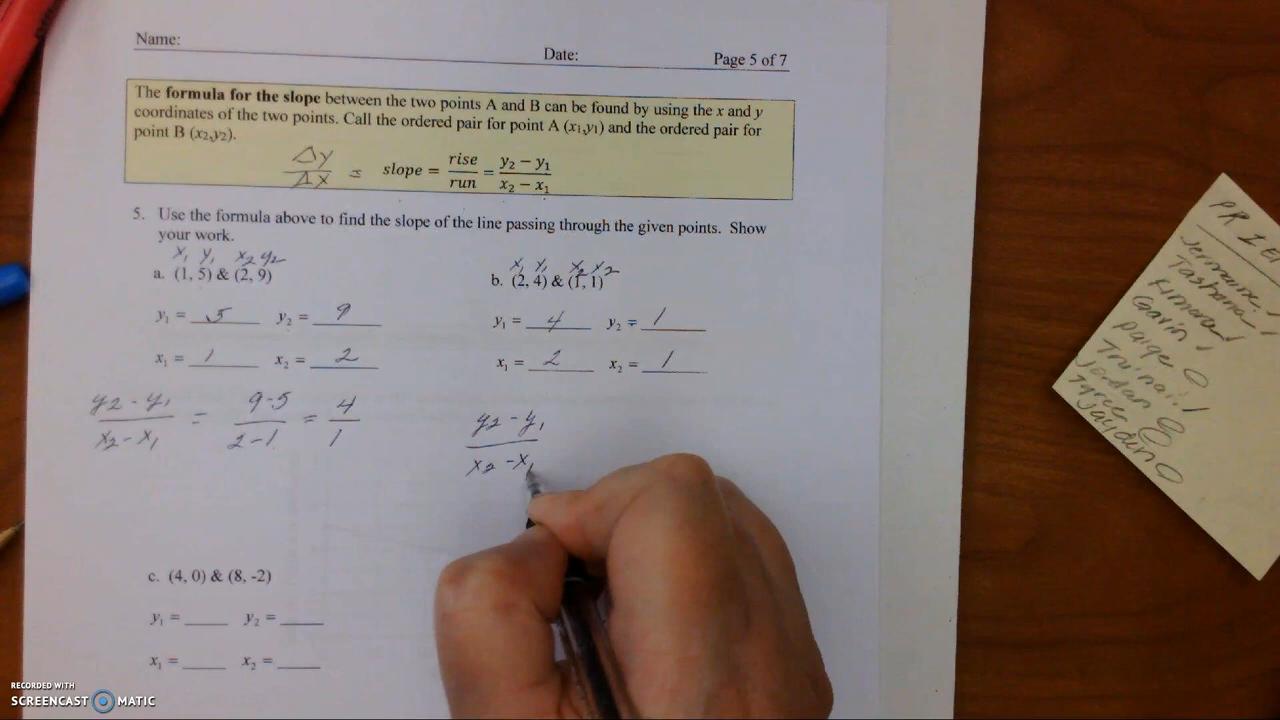 Name: Date: Page 5 of 7
The formula for the slope between the two points A and B can be found by using the x and y
coordinates of the two points. Call the ordered pair for point A (x₁,y₁) and the ordered pair for
point B (x₂,y₂).
Δy/Δx = slope = rise/run = y₂ − y₁/x₂ − x₁
5. Use the formula above to find the slope of the line passing through the given points. Show
your work.
x₁ y₁ x₂ y₂
a. (1, 5) & (2, 9)
y₁ = 5 y₂ = 9
x₁ = 1 x₂ = 2
y₂ - y₁/x₂ - x₁ = 9-5/2-1 = 4/1
b. (2, 4) & (1, 1)
y₁ = 4 y₂ = 1
x₁ = 2 x₂ = 1
y₂ - y₁/x₂ - x₁
c. (4, 0) & (8, -2)
y₁ = ____ y₂ = ____
x₁ = ____ x₂ = ____
Jermaine
Tashana
Kimora
Gavin
Paige
Jordan
Tyree
Jaydun
RECORDED WITH
SCREENCAST MATIC